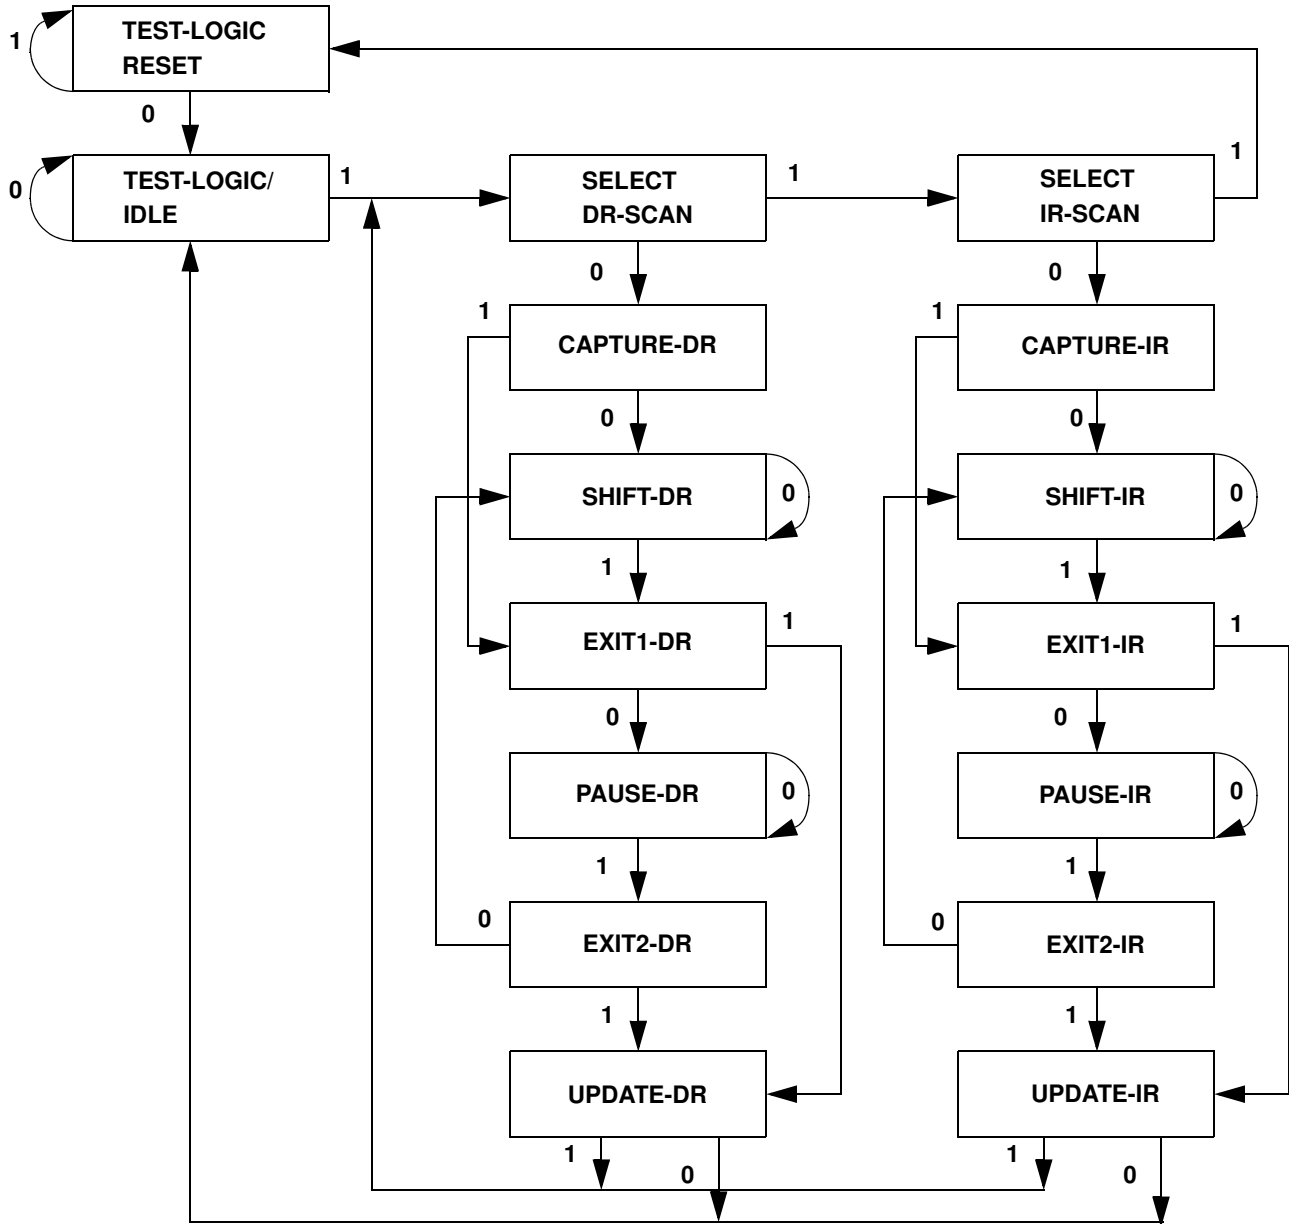 TEST-LOGIC
RESET
1
0
TEST-LOGIC/
IDLE
0
1
SELECT
DR-SCAN
1
SELECT
IR-SCAN
1
0
0
1
CAPTURE-DR
1
CAPTURE-IR
0
0
SHIFT-DR
0
SHIFT-IR
0
1
1
EXIT1-DR
1
EXIT1-IR
1
0
0
PAUSE-DR
0
PAUSE-IR
0
1
1
0
EXIT2-DR
0
EXIT2-IR
1
1
UPDATE-DR
UPDATE-IR
1
0
1
0